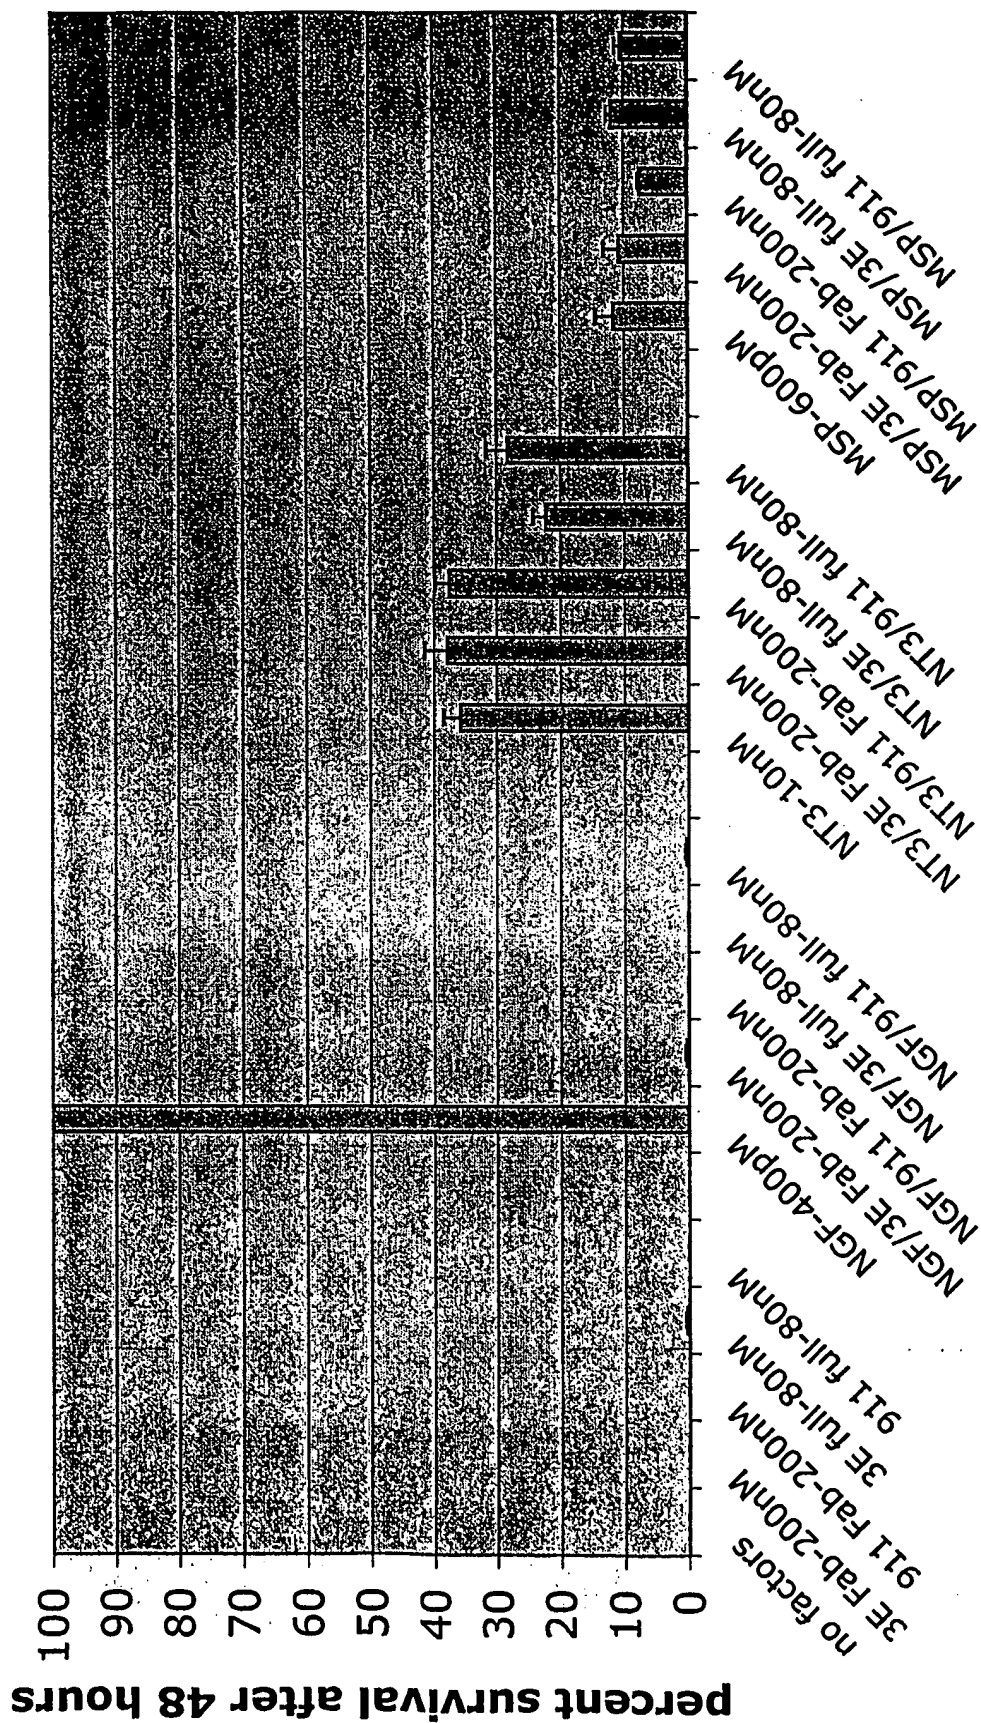 percent survival after 48 hours
100
90
80
70
60
50
40
30
20
10
0
no factors
3E Fab-200nM
911 Fab-200nM
3E full-80nM
911 full-80nM
NGF-400pM
NGF/3E Fab-200nM
NGF/911 Fab-200nM
NGF/3E full-80nM
NGF/911 full-80nM
NT3-10nM
NT3/3E Fab-200nM
NT3/911 Fab-200nM
NT3/3E full-80nM
NT3/911 full-80nM
MSP-600pM
MSP/3E Fab-200nM
MSP/911 Fab-200nM
MSP/3E full-80nM
MSP/911 full-80nM